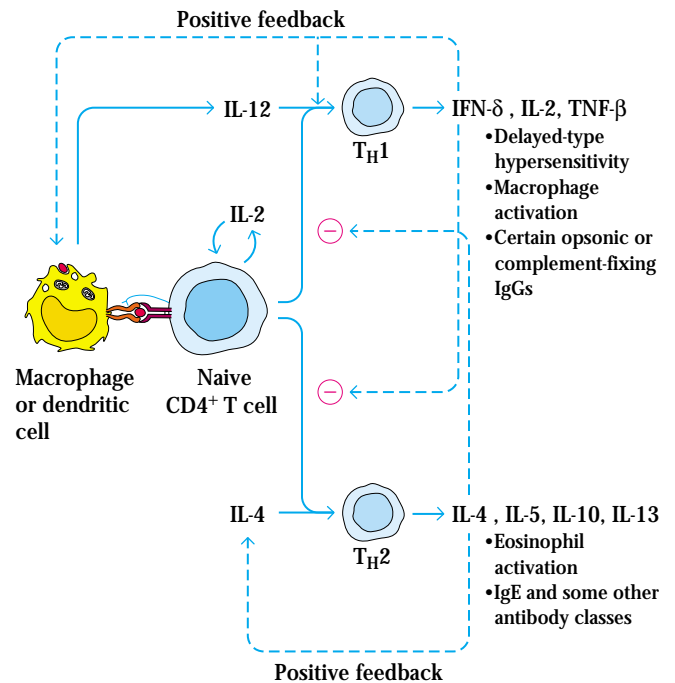 Positive feedback
IL-12
TH1
IFN-δ , IL-2, TNF-β
•Delayed-type
hypersensitivity
•Macrophage
activation
•Certain opsonic or
complement-fixing
IgGs
IL-2
−
Macrophage
or dendritic
cell
Naive
CD4+ T cell
−
IL-4
TH2
IL-4 , IL-5, IL-10, IL-13
•Eosinophil
activation
•IgE and some other
antibody classes
Positive feedback